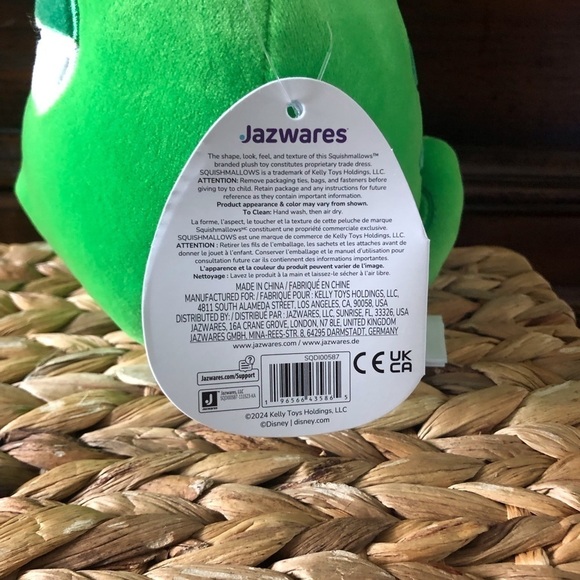 Jazwares
The shape, look, feel, and texture of this Squishmallows™
branded plush toy constitutes proprietary trade dress.
SQUISHMALLOWS is a trademark of Kelly Toys Holdings, LLC.
ATTENTION: Remove packaging ties, bags, and fasteners before
giving toy to child. Retain package and any instructions for future
reference as they contain important information.
Product appearance & color may vary from shown.
To Clean: Hand wash, then air dry.
La forme, l'aspect, le toucher et la texture de cette peluche de marque
Squishmallowsᴹᶜ constituent une propriété commerciale exclusive.
SQUISHMALLOWS est une marque de commerce de Kelly Toys Holdings, LLC.
ATTENTION : Retirer les fils de l'emballage, les sachets et les attaches avant de
donner le jouet à l'enfant. Conserver l'emballage et le manuel d'utilisation pour
consultation future car ils contiennent des informations importantes.
L'apparence et la couleur du produit peuvent varier de l'image.
Nettoyage : Lavez le produit à la main et laissez-le sécher à l'air libre.
MADE IN CHINA / FABRIQUÉ EN CHINE
MANUFACTURED FOR: / FABRIQUÉ POUR : KELLY TOYS HOLDINGS, LLC,
4811 SOUTH ALAMEDA STREET, LOS ANGELES, CA, 90058, USA
DISTRIBUTED BY: / DISTRIBUÉ PAR : JAZWARES, LLC, SUNRISE, FL, 33326, USA
JAZWARES, 16A CRANE GROVE, LONDON, N7 8LE, UNITED KINGDOM
JAZWARES GMBH, MINA-REES-STR. 8, 64295 DARMSTADT, GERMANY
www.jazwares.com / www.jazwares.de
SQDI00587
Jazwares.com/Support
Jazwares, LLC
1 96566 43586 5
CE UK CA
©2024 Kelly Toys Holdings, LLC.
©Disney | disney.com